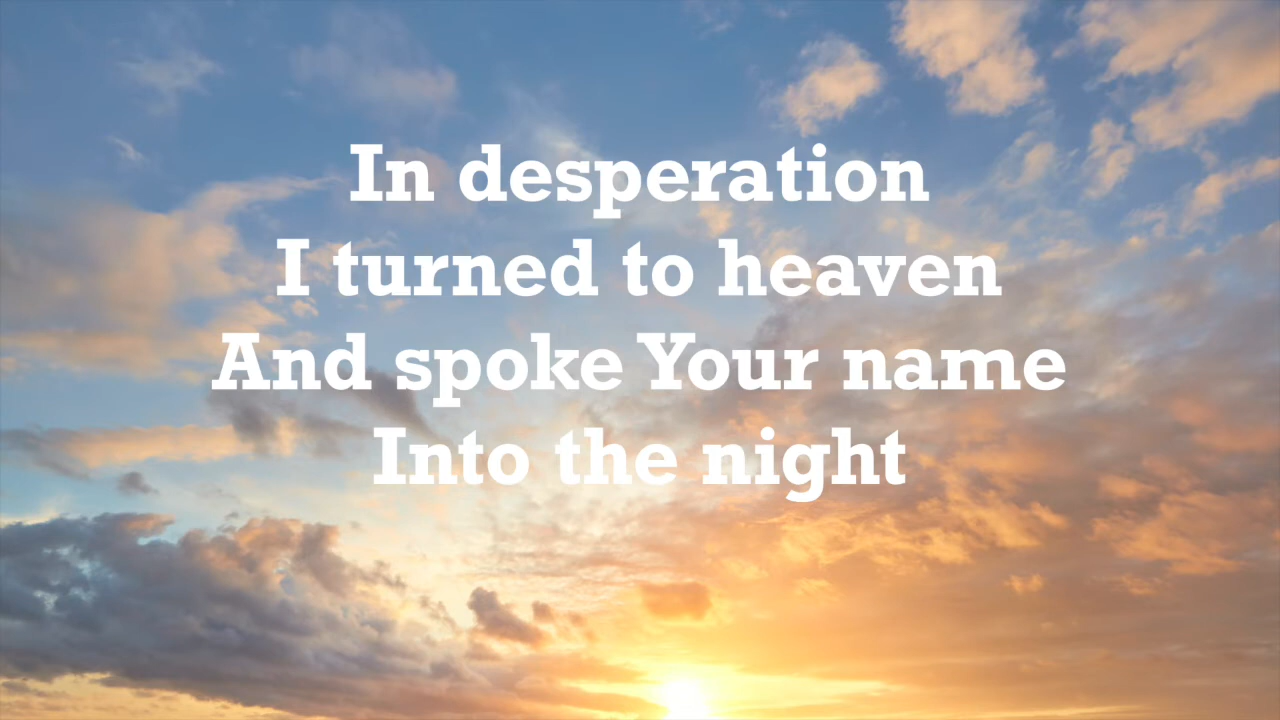 In desperation
I turned to heaven
And spoke Your name
Into the night